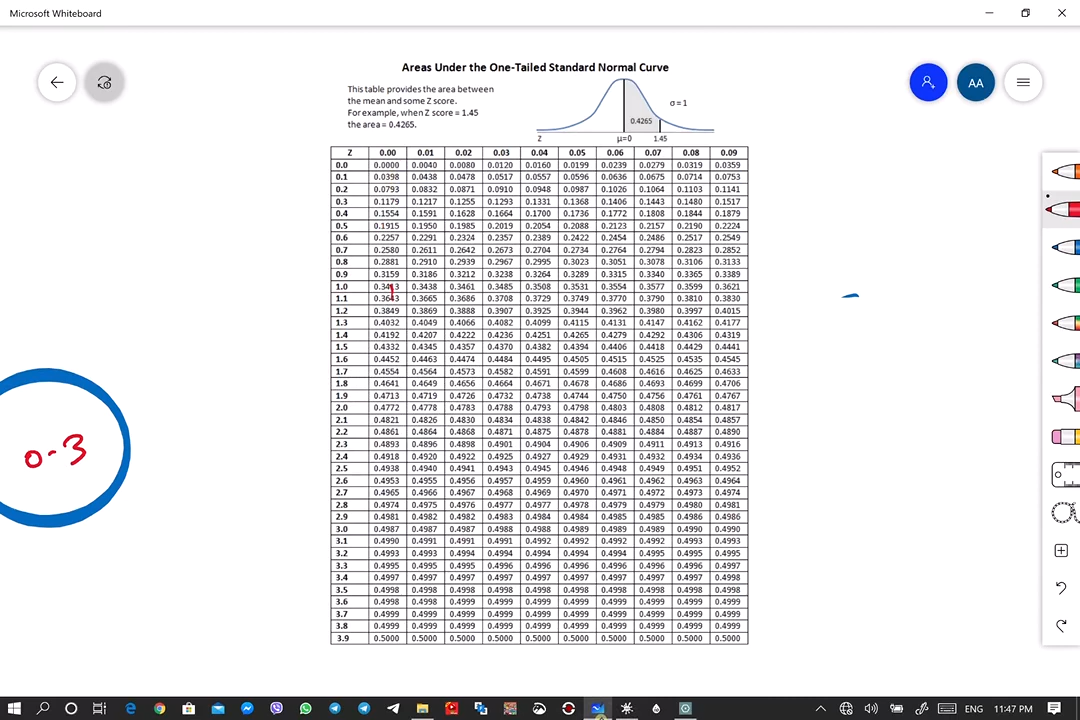 Microsoft Whiteboard
Areas Under the One-Tailed Standard Normal Curve
This table provides the area between
the mean and some Z score.
For example, when Z score = 1.45
the area = 0.4265.
σ = 1
0.4265
Z μ=0 1.45
AA
Z 0.00 0.01 0.02 0.03 0.04 0.05 0.06 0.07 0.08 0.09
0.0 0.0000 0.0040 0.0080 0.0120 0.0160 0.0199 0.0239 0.0279 0.0319 0.0359
0.1 0.0398 0.0438 0.0478 0.0517 0.0557 0.0596 0.0636 0.0675 0.0714 0.0753
0.2 0.0793 0.0832 0.0871 0.0910 0.0948 0.0987 0.1026 0.1064 0.1103 0.1141
0.3 0.1179 0.1217 0.1255 0.1293 0.1331 0.1368 0.1406 0.1443 0.1480 0.1517
0.4 0.1554 0.1591 0.1628 0.1664 0.1700 0.1736 0.1772 0.1808 0.1844 0.1879
0.5 0.1915 0.1950 0.1985 0.2019 0.2054 0.2088 0.2123 0.2157 0.2190 0.2224
0.6 0.2257 0.2291 0.2324 0.2357 0.2389 0.2422 0.2454 0.2486 0.2517 0.2549
0.7 0.2580 0.2611 0.2642 0.2673 0.2704 0.2734 0.2764 0.2794 0.2823 0.2852
0.8 0.2881 0.2910 0.2939 0.2967 0.2995 0.3023 0.3051 0.3078 0.3106 0.3133
0.9 0.3159 0.3186 0.3212 0.3238 0.3264 0.3289 0.3315 0.3340 0.3365 0.3389
1.0 0.3413 0.3438 0.3461 0.3485 0.3508 0.3531 0.3554 0.3577 0.3599 0.3621
1.1 0.3643 0.3665 0.3686 0.3708 0.3729 0.3749 0.3770 0.3790 0.3810 0.3830
1.2 0.3849 0.3869 0.3888 0.3907 0.3925 0.3944 0.3962 0.3980 0.3997 0.4015
1.3 0.4032 0.4049 0.4066 0.4082 0.4099 0.4115 0.4131 0.4147 0.4162 0.4177
1.4 0.4192 0.4207 0.4222 0.4236 0.4251 0.4265 0.4279 0.4292 0.4306 0.4319
1.5 0.4332 0.4345 0.4357 0.4370 0.4382 0.4394 0.4406 0.4418 0.4429 0.4441
1.6 0.4452 0.4463 0.4474 0.4484 0.4495 0.4505 0.4515 0.4525 0.4535 0.4545
1.7 0.4554 0.4564 0.4573 0.4582 0.4591 0.4599 0.4608 0.4616 0.4625 0.4633
1.8 0.4641 0.4649 0.4656 0.4664 0.4671 0.4678 0.4686 0.4693 0.4699 0.4706
1.9 0.4713 0.4719 0.4726 0.4732 0.4738 0.4744 0.4750 0.4756 0.4761 0.4767
2.0 0.4772 0.4778 0.4783 0.4788 0.4793 0.4798 0.4803 0.4808 0.4812 0.4817
2.1 0.4821 0.4826 0.4830 0.4834 0.4838 0.4842 0.4846 0.4850 0.4854 0.4857
2.2 0.4861 0.4864 0.4868 0.4871 0.4875 0.4878 0.4881 0.4884 0.4887 0.4890
2.3 0.4893 0.4896 0.4898 0.4901 0.4904 0.4906 0.4909 0.4911 0.4913 0.4916
2.4 0.4918 0.4920 0.4922 0.4925 0.4927 0.4929 0.4931 0.4932 0.4934 0.4936
2.5 0.4938 0.4940 0.4941 0.4943 0.4945 0.4946 0.4948 0.4949 0.4951 0.4952
2.6 0.4953 0.4955 0.4956 0.4957 0.4959 0.4960 0.4961 0.4962 0.4963 0.4964
2.7 0.4965 0.4966 0.4967 0.4968 0.4969 0.4970 0.4971 0.4972 0.4973 0.4974
2.8 0.4974 0.4975 0.4976 0.4977 0.4977 0.4978 0.4979 0.4979 0.4980 0.4981
2.9 0.4981 0.4982 0.4982 0.4983 0.4984 0.4984 0.4985 0.4985 0.4986 0.4986
3.0 0.4987 0.4987 0.4987 0.4988 0.4988 0.4989 0.4989 0.4989 0.4990 0.4990
3.1 0.4990 0.4991 0.4991 0.4991 0.4992 0.4992 0.4992 0.4992 0.4993 0.4993
3.2 0.4993 0.4993 0.4994 0.4994 0.4994 0.4994 0.4994 0.4995 0.4995 0.4995
3.3 0.4995 0.4995 0.4995 0.4996 0.4996 0.4996 0.4996 0.4996 0.4996 0.4997
3.4 0.4997 0.4997 0.4997 0.4997 0.4997 0.4997 0.4997 0.4997 0.4997 0.4998
3.5 0.4998 0.4998 0.4998 0.4998 0.4998 0.4998 0.4998 0.4998 0.4998 0.4998
3.6 0.4998 0.4998 0.4999 0.4999 0.4999 0.4999 0.4999 0.4999 0.4999 0.4999
3.7 0.4999 0.4999 0.4999 0.4999 0.4999 0.4999 0.4999 0.4999 0.4999 0.4999
3.8 0.4999 0.4999 0.4999 0.4999 0.4999 0.4999 0.4999 0.4999 0.4999 0.4999
3.9 0.5000 0.5000 0.5000 0.5000 0.5000 0.5000 0.5000 0.5000 0.5000 0.5000
0.3
ENG 11:47 PM